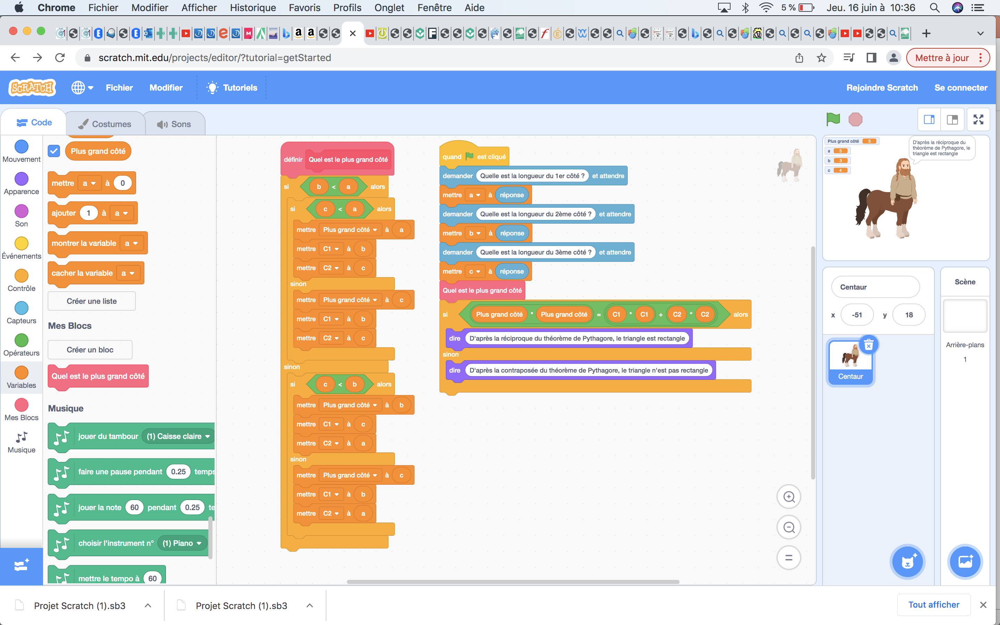 Chrome Fichier Modifier Afficher Historique Favoris Profils Onglet Fenêtre Aide 5 % Jeu. 16 juin à 10:36
scratch.mit.edu/projects/editor/?tutorial=getStarted Mettre à jour
SCRATCH Fichier Modifier Tutoriels Rejoindre Scratch Se connecter
Code Costumes Sons
Mouvement
Apparence
Son
Événements
Contrôle
Capteurs
Opérateurs
Variables
Mes Blocs
Musique
Plus grand côté
mettre a à 0
ajouter 1 à a
montrer la variable a
cacher la variable a
Créer une liste
Mes Blocs
Créer un bloc
Quel est le plus grand côté
Musique
jouer du tambour (1) Caisse claire
faire une pause pendant 0.25 temps
jouer la note 60 pendant 0.25 te
choisir l'instrument n° (1) Piano
mettre le tempo à 60
définir Quel est le plus grand côté
si b < a alors
si c < a alors
mettre Plus grand côté à a
mettre C1 à b
mettre C2 à c
sinon
mettre Plus grand côté à c
mettre C1 à b
mettre C2 à c
sinon
si c < b alors
mettre Plus grand côté à b
mettre C1 à c
mettre C2 à a
sinon
mettre Plus grand côté à c
mettre C1 à b
mettre C2 à a
quand est cliqué
demander Quelle est la longueur du 1er côté ? et attendre
mettre a à réponse
demander Quelle est la longueur du 2ème côté ? et attendre
mettre b à réponse
demander Quelle est la longueur du 3ème côté ? et attendre
mettre c à réponse
Quel est le plus grand côté
si Plus grand côté * Plus grand côté = C1 * C1 + C2 * C2 alors
dire D'après la réciproque du théorème de Pythagore, le triangle est rectangle
sinon
dire D'après la contraposée du théorème de Pythagore, le triangle n'est pas rectangle
Plus grand côté 5
a 5
b 3
c 4
D'après la réciproque du
théorème de Pythagore, le
triangle est rectangle
Centaur
x -51 y 18
Centaur
Scène
Arrière-plans
1
Projet Scratch (1).sb3 Projet Scratch (1).sb3 Tout afficher